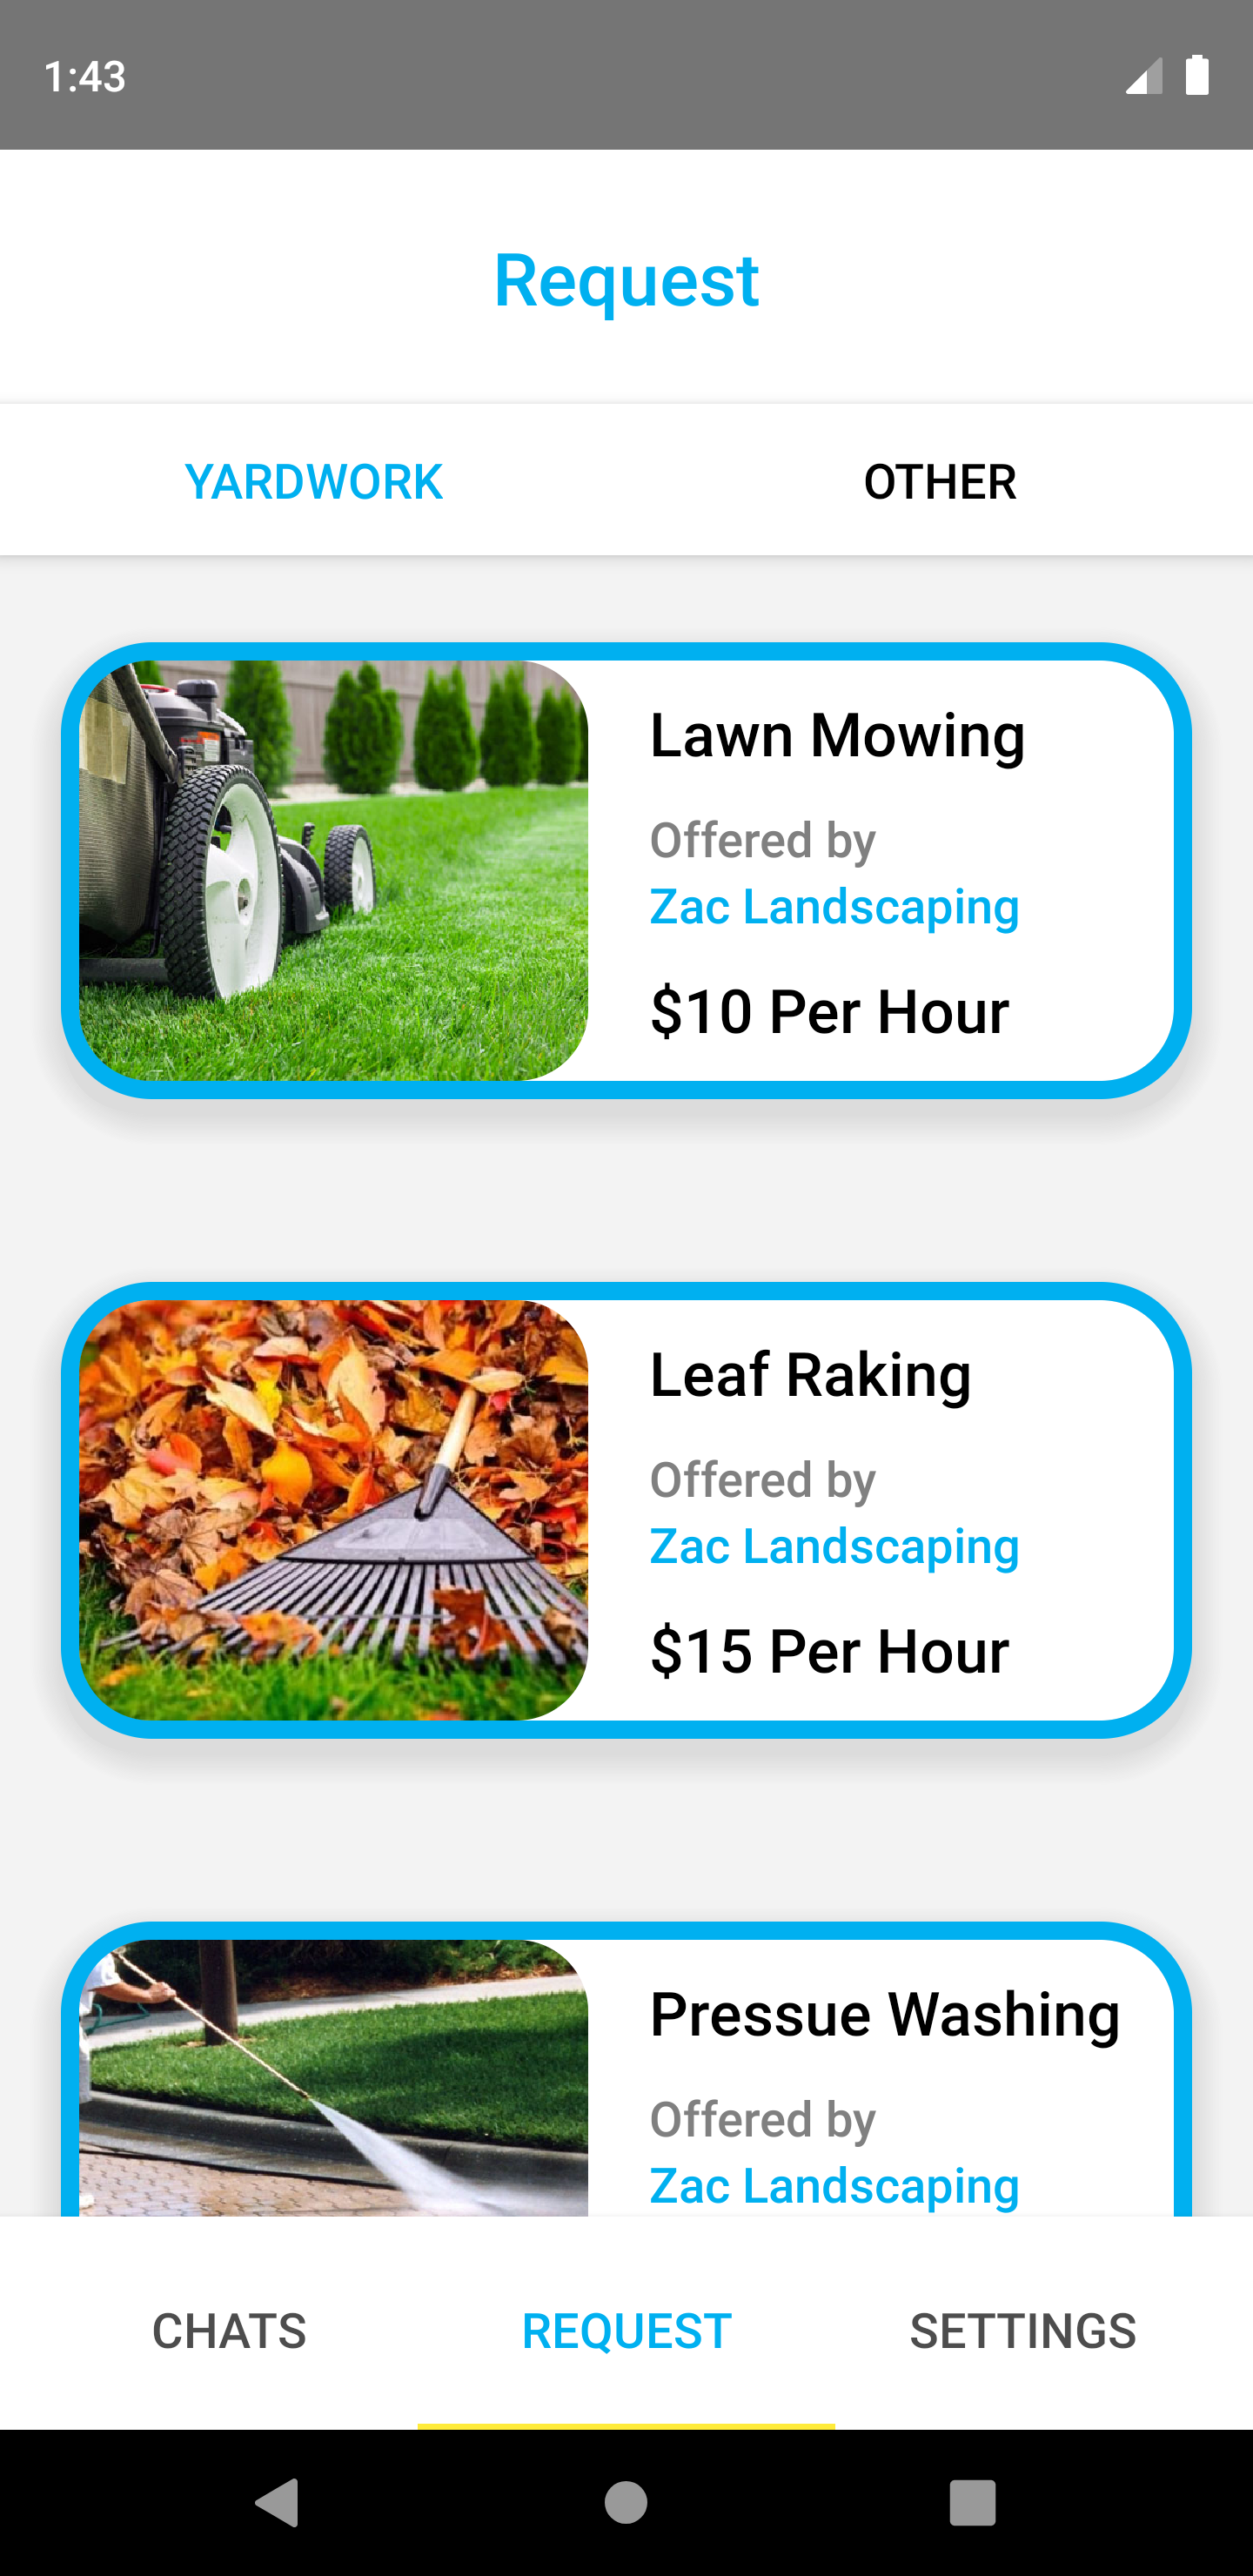 1:43
Request
YARDWORK
OTHER
Lawn Mowing
Offered by
Zac Landscaping
$10 Per Hour
Leaf Raking
Offered by
Zac Landscaping
$15 Per Hour
Pressue Washing
Offered by
Zac Landscaping
CHATS
REQUEST
SETTINGS